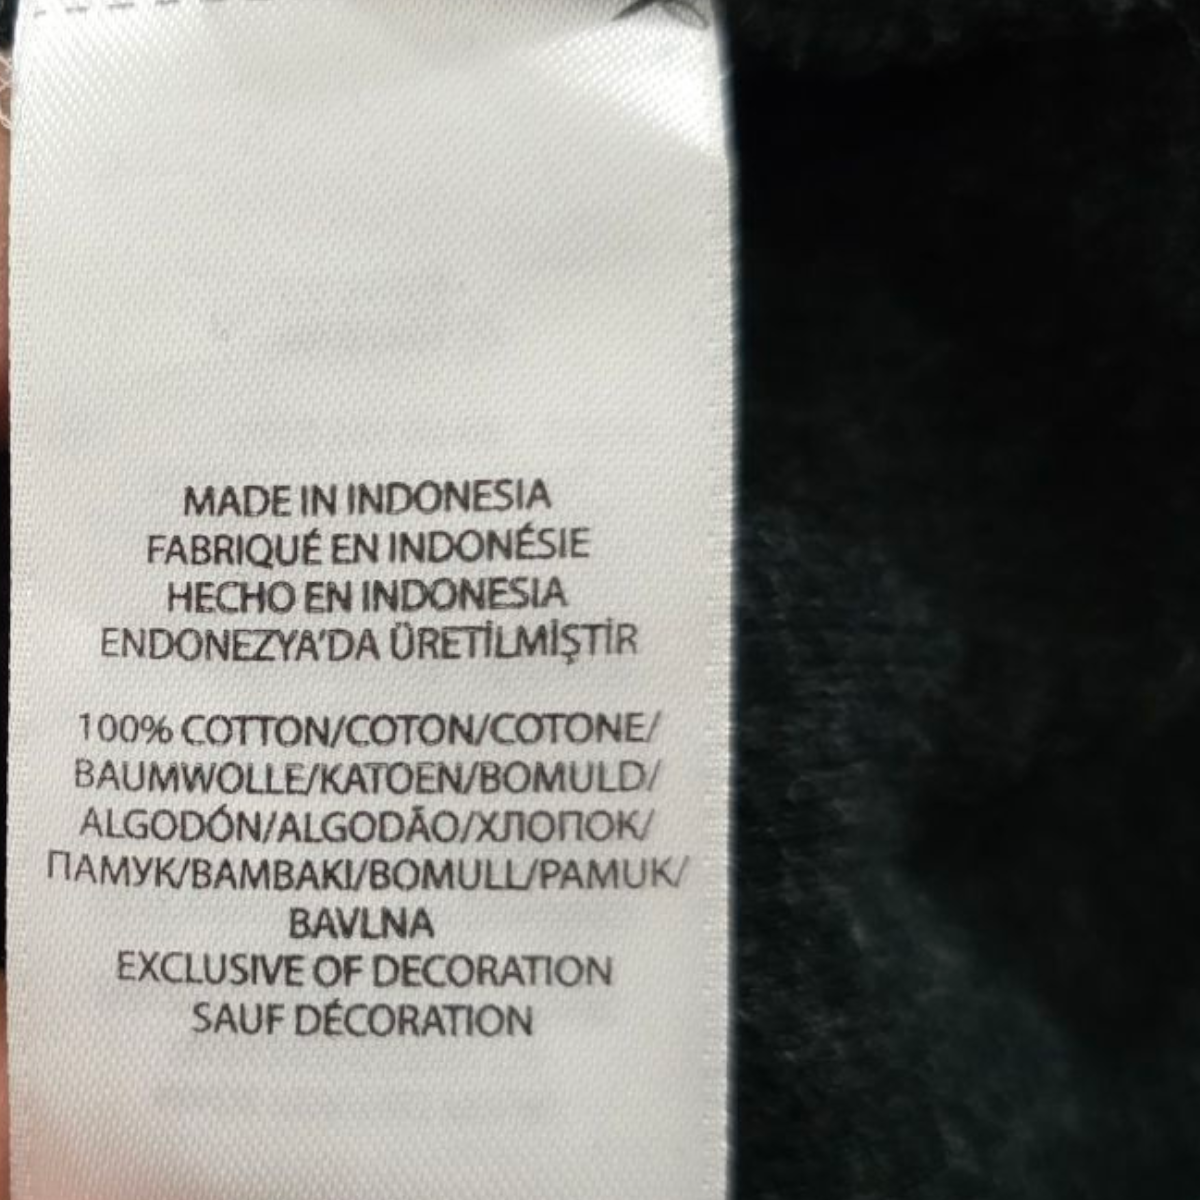 MADE IN INDONESIA
FABRIQUÉ EN INDONÉSIE
HECHO EN INDONESIA
ENDONEZYA'DA ÜRETİLMİŞTİR
100% COTTON/COTON/COTONE/
BAUMWOLLE/KATOEN/BOMULD/
ALGODÓN/ALGODÃO/ХЛОПОК/
ПАМУК/BAMBAKI/BOMULL/PAMUK/
BAVLNA
EXCLUSIVE OF DECORATION
SAUF DÉCORATION